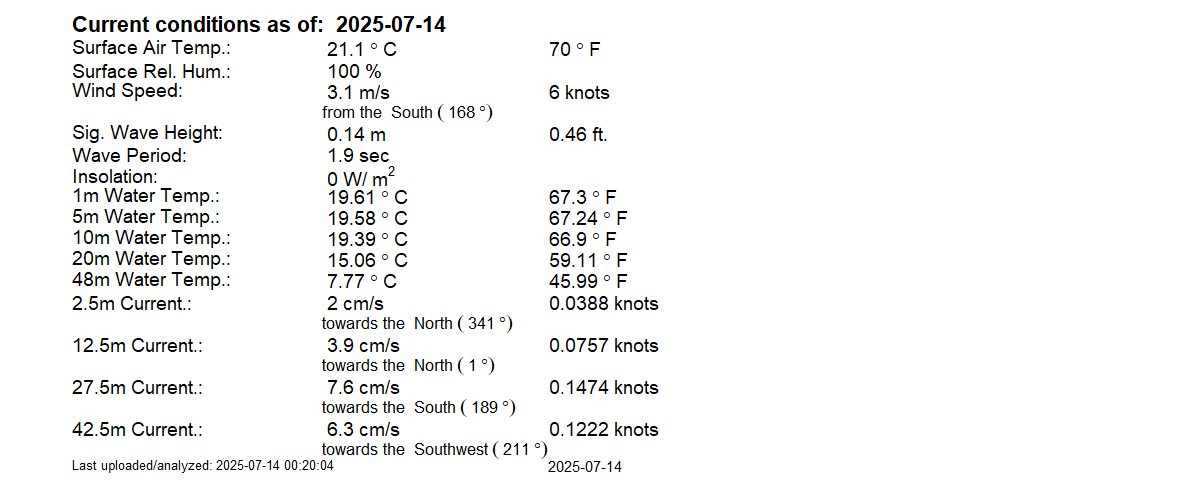 Current conditions as of: 2025-07-14
Surface Air Temp.: 21.1 ° C 70 ° F
Surface Rel. Hum.: 100 %
Wind Speed: 3.1 m/s 6 knots
from the South ( 168 °)
Sig. Wave Height: 0.14 m 0.46 ft.
Wave Period: 1.9 sec
Insolation: 0 W/ m²
1m Water Temp.: 19.61 ° C 67.3 ° F
5m Water Temp.: 19.58 ° C 67.24 ° F
10m Water Temp.: 19.39 ° C 66.9 ° F
20m Water Temp.: 15.06 ° C 59.11 ° F
48m Water Temp.: 7.77 ° C 45.99 ° F
2.5m Current.: 2 cm/s 0.0388 knots
towards the North ( 341 °)
12.5m Current.: 3.9 cm/s 0.0757 knots
towards the North ( 1 °)
27.5m Current.: 7.6 cm/s 0.1474 knots
towards the South ( 189 °)
42.5m Current.: 6.3 cm/s 0.1222 knots
towards the Southwest ( 211 °)
Last uploaded/analyzed: 2025-07-14 00:20:04 2025-07-14